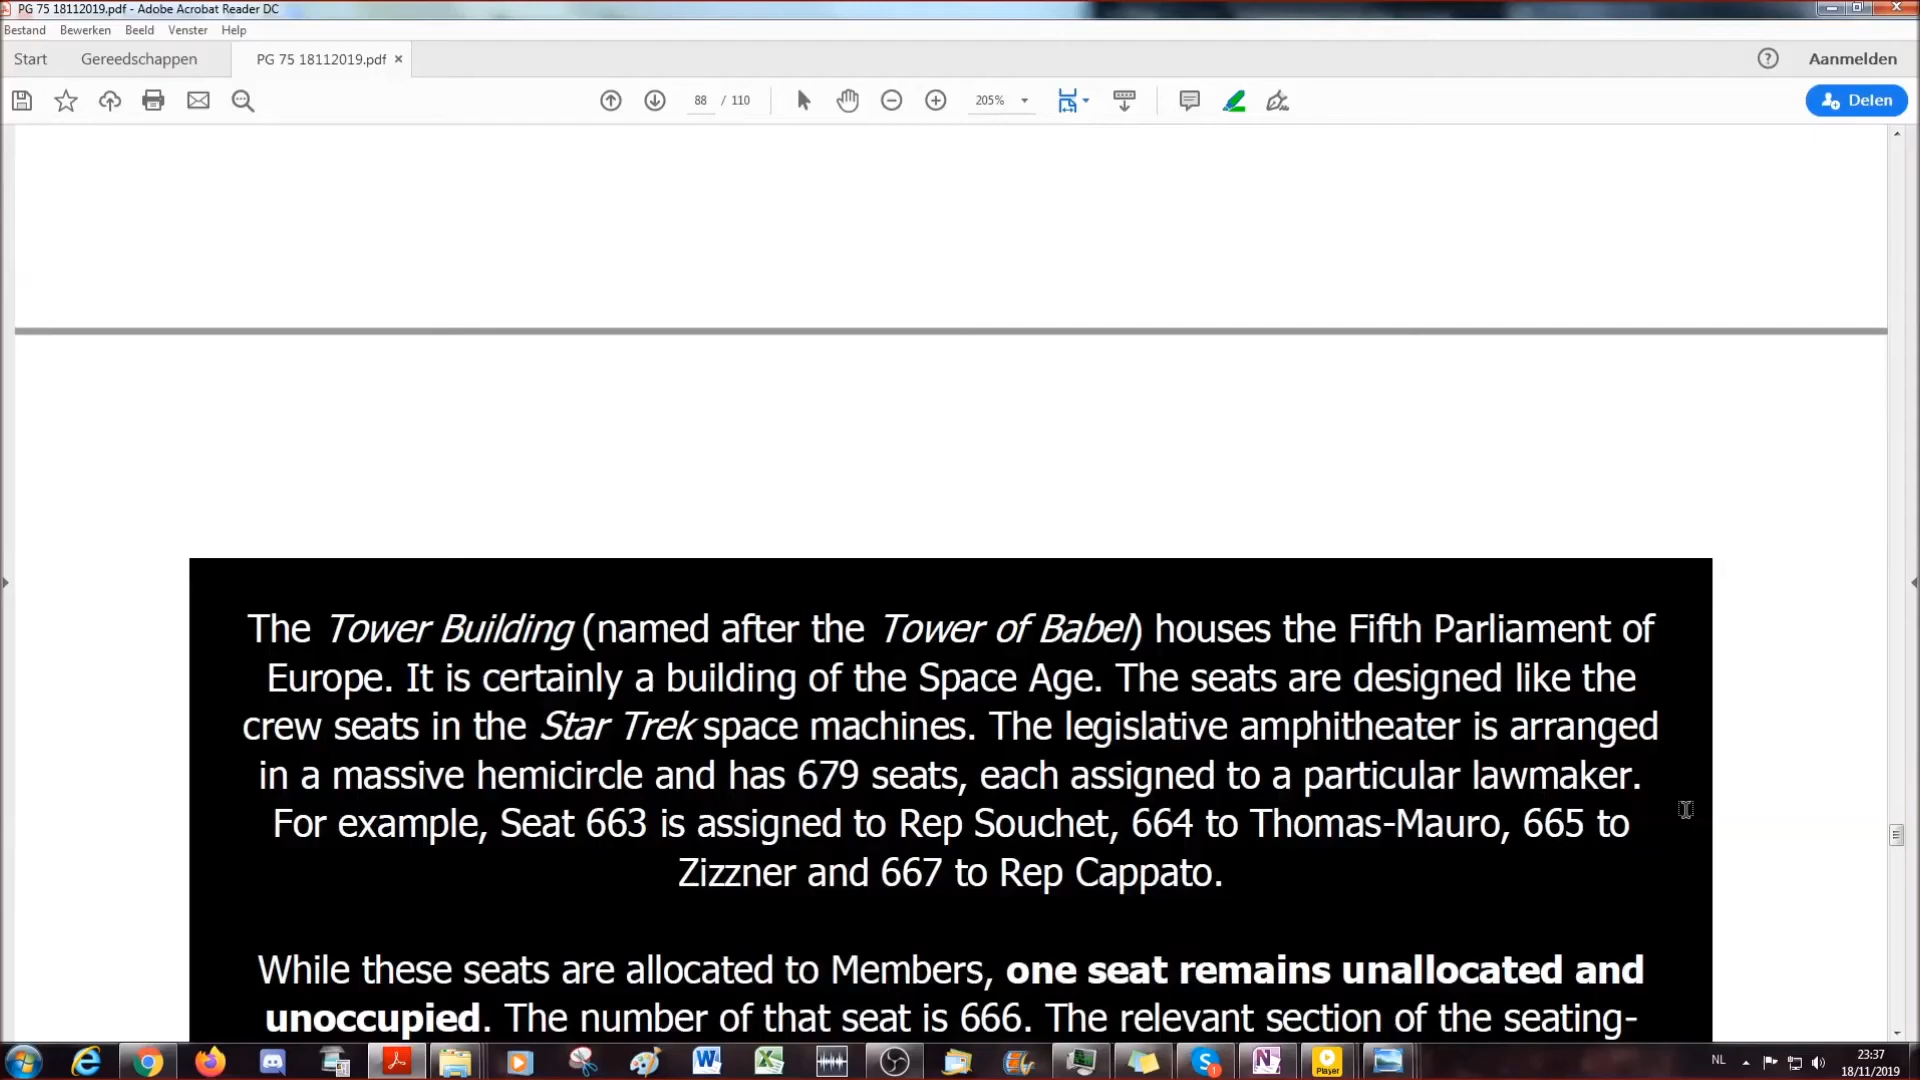 PG 75 18112019.pdf - Adobe Acrobat Reader DC
Bestand Bewerken Beeld Venster Help
Start Gereedschappen PG 75 18112019.pdf × Aanmelden
88 / 110 205% Delen
The Tower Building (named after the Tower of Babel) houses the Fifth Parliament of
Europe. It is certainly a building of the Space Age. The seats are designed like the
crew seats in the Star Trek space machines. The legislative amphitheater is arranged
in a massive hemicircle and has 679 seats, each assigned to a particular lawmaker.
For example, Seat 663 is assigned to Rep Souchet, 664 to Thomas-Mauro, 665 to
Zizzner and 667 to Rep Cappato.
While these seats are allocated to Members, one seat remains unallocated and
unoccupied. The number of that seat is 666. The relevant section of the seating-
NL 23:37
18/11/2019
Player